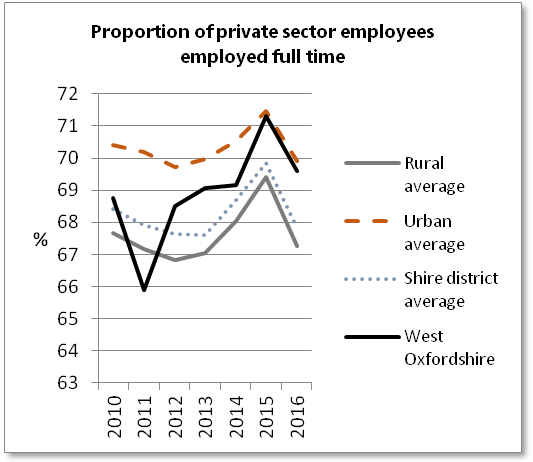 Proportion of private sector employees
employed full time
72
71
70
69
68
67
66
65
64
63
%
2010
2011
2012
2013
2014
2015
2016
Rural
average
Urban
average
Shire district
average
West
Oxfordshire